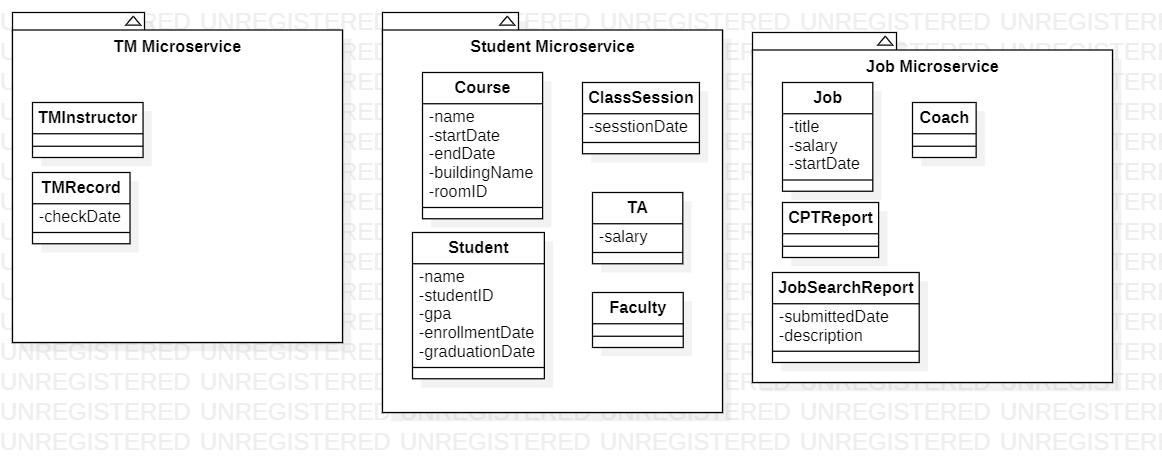 TM Microservice
TMInstructor
TMRecord
-checkDate
Student Microservice
Course
-name
-startDate
-endDate
-buildingName
-roomID
Student
-name
-studentID
-gpa
-enrollmentDate
-graduationDate
ClassSession
-sesstionDate
TA
-salary
Faculty
Job Microservice
Job
-title
-salary
-startDate
CPTReport
JobSearchReport
-submittedDate
-description
Coach
UNREGISTERED UNREGISTERED UNREGISTERED UNREGISTERED UNREGISTERED UNREGISTERI